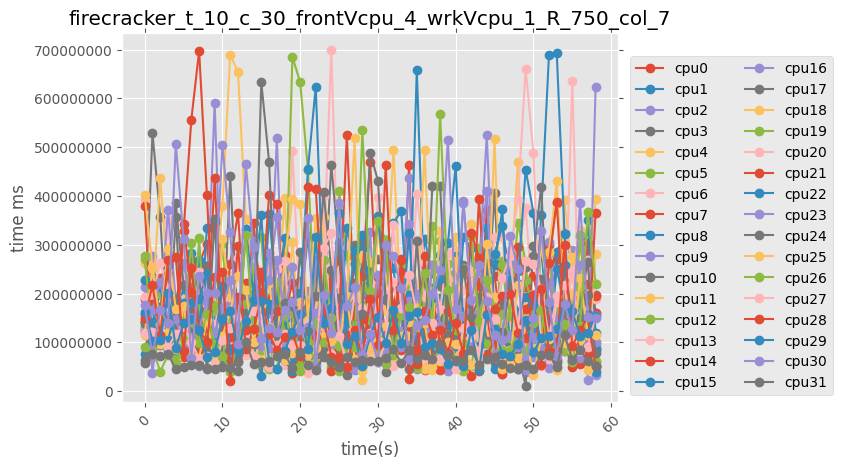 firecracker_t_10_c_30_frontVcpu_4_wrkVcpu_1_R_750_col_7
time ms
700000000
600000000
500000000
400000000
300000000
200000000
100000000
0
0
10
20
30
40
50
60
time(s)
cpu0
cpu1
cpu2
cpu3
cpu4
cpu5
cpu6
cpu7
cpu8
cpu9
cpu10
cpu11
cpu12
cpu13
cpu14
cpu15
cpu16
cpu17
cpu18
cpu19
cpu20
cpu21
cpu22
cpu23
cpu24
cpu25
cpu26
cpu27
cpu28
cpu29
cpu30
cpu31